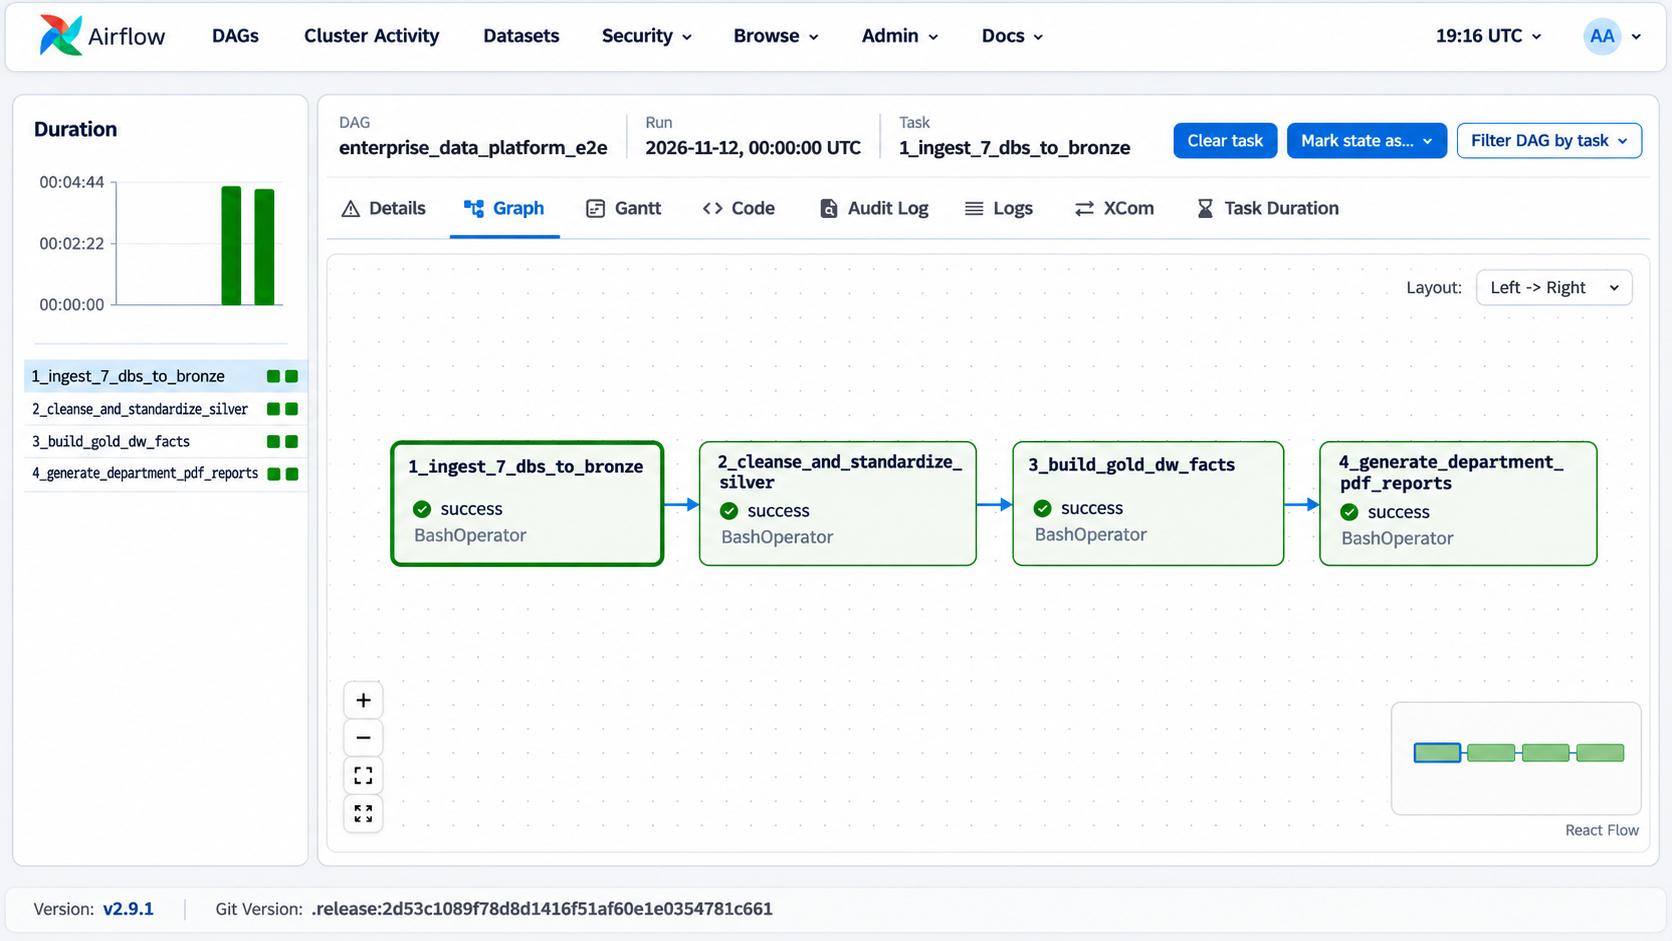 Airflow
DAGs
Cluster Activity
Datasets
Security
Browse
Admin
Docs
19:16 UTC
AA
Duration
00:04:44
00:02:22
00:00:00
1_ingest_7_dbs_to_bronze
2_cleanse_and_standardize_silver
3_build_gold_dw_facts
4_generate_department_pdf_reports
DAG
enterprise_data_platform_e2e
Run
2026-11-12, 00:00:00 UTC
Task
1_ingest_7_dbs_to_bronze
Clear task
Mark state as...
Filter DAG by task
Details
Graph
Gantt
Code
Audit Log
Logs
XCom
Task Duration
Layout:
Left -> Right
1_ingest_7_dbs_to_bronze
success
BashOperator
2_cleanse_and_standardize_
silver
success
BashOperator
3_build_gold_dw_facts
success
BashOperator
4_generate_department_
pdf_reports
success
BashOperator
React Flow
Version: v2.9.1
Git Version: .release:2d53c1089f78d8d1416f51af60e1e0354781c661